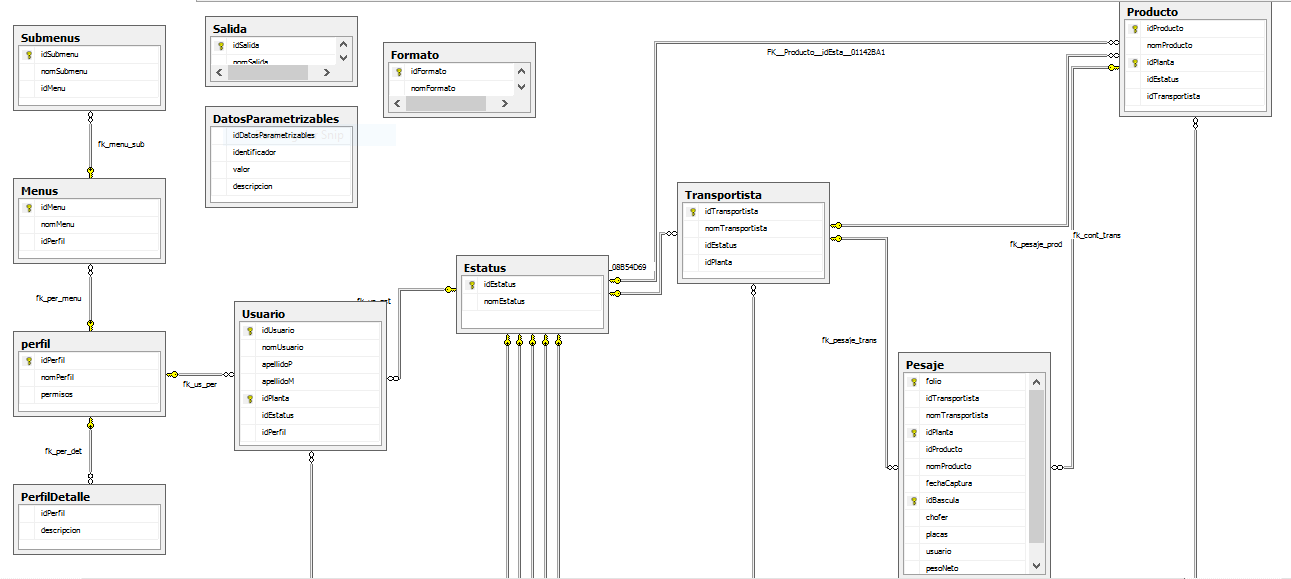 Submenus
idSubmenu
nomSubmenu
idMenu
fk_menu_sub
Menus
idMenu
nomMenu
idPerfil
fk_per_menu
perfil
idPerfil
nomPerfil
permisos
fk_per_det
PerfilDetalle
idPerfil
descripcion
Salida
idSalida
nomSalida
DatosParametrizables
idDatosParametrizables
identificador
valor
descripcion
Formato
idFormato
nomFormato
fk_us_per
Usuario
idUsuario
nomUsuario
apellidoP
apellidoM
idPlanta
idEstatus
idPerfil
Estatus
idEstatus
nomEstatus
_08B54D69
FK__Producto__idEsta__01142BA1
Transportista
idTransportista
nomTransportista
idEstatus
idPlanta
fk_pesaje_trans
fk_pesaje_prod
fk_cont_trans
Producto
idProducto
nomProducto
idPlanta
idEstatus
idTransportista
Pesaje
folio
idTransportista
nomTransportista
idPlanta
idProducto
nomProducto
fechaCaptura
idBascula
chofer
placas
usuario
pesoNeto